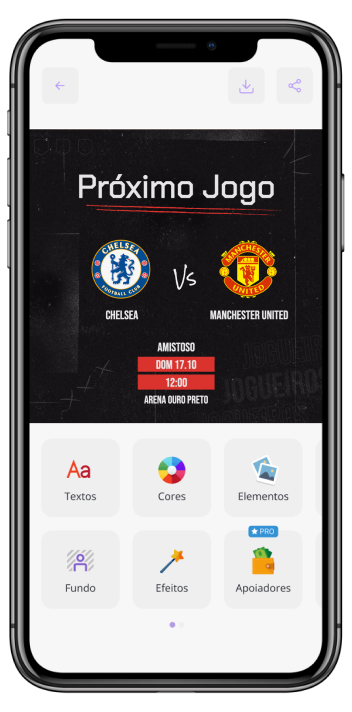 Próximo Jogo
CHELSEA
FOOTBALL CLUB
Vs
MANCHESTER
UNITED
CHELSEA
MANCHESTER UNITED
AMISTOSO
DOM 17.10
12:00
ARENA OURO PRETO
JOGUEIROS
Aa
Textos
Cores
Elementos
PRO
Fundo
Efeitos
Apoiadores